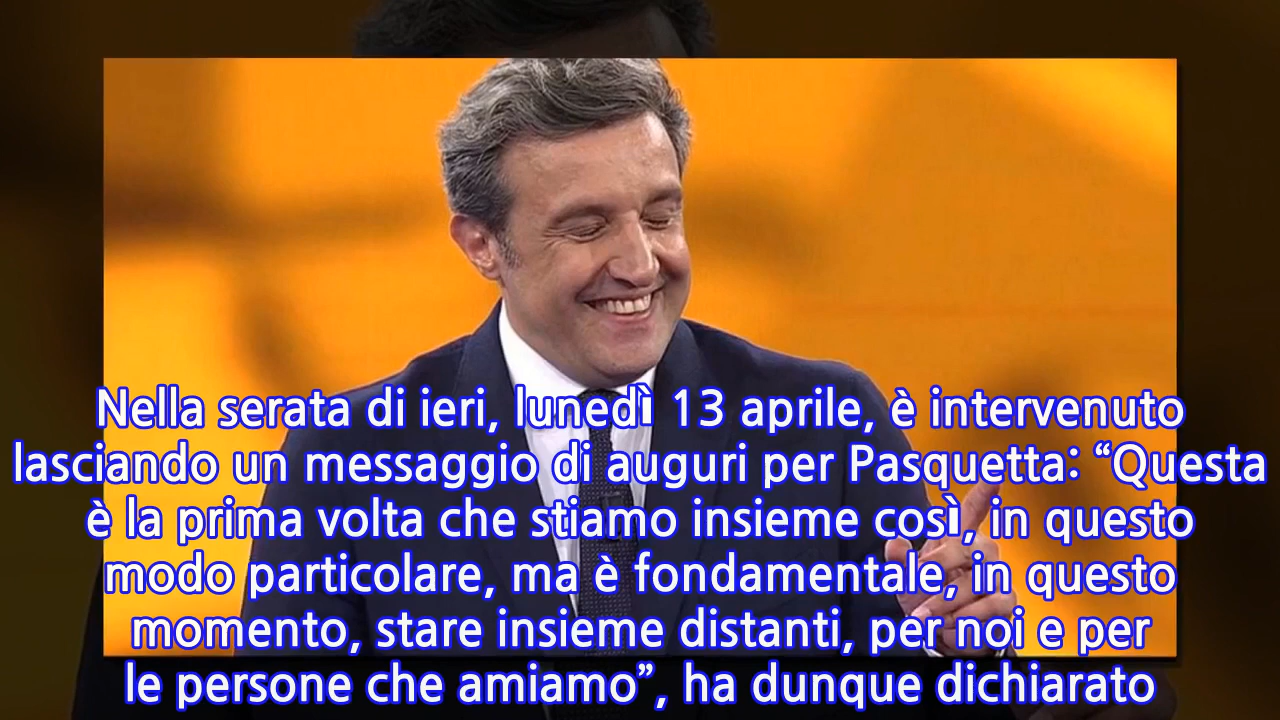 Nella serata di ieri, lunedì 13 aprile, è intervenuto
lasciando un messaggio di auguri per Pasquetta: “Questa
è la prima volta che stiamo insieme così, in questo
modo particolare, ma è fondamentale, in questo
momento, stare insieme distanti, per noi e per
le persone che amiamo”, ha dunque dichiarato